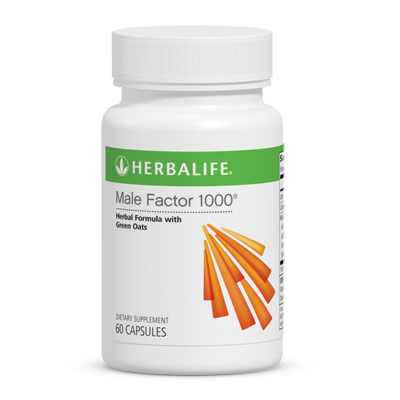 HERBALIFE®
Male Factor 1000®
Herbal Formula with
Green Oats
DIETARY SUPPLEMENT
60 CAPSULES